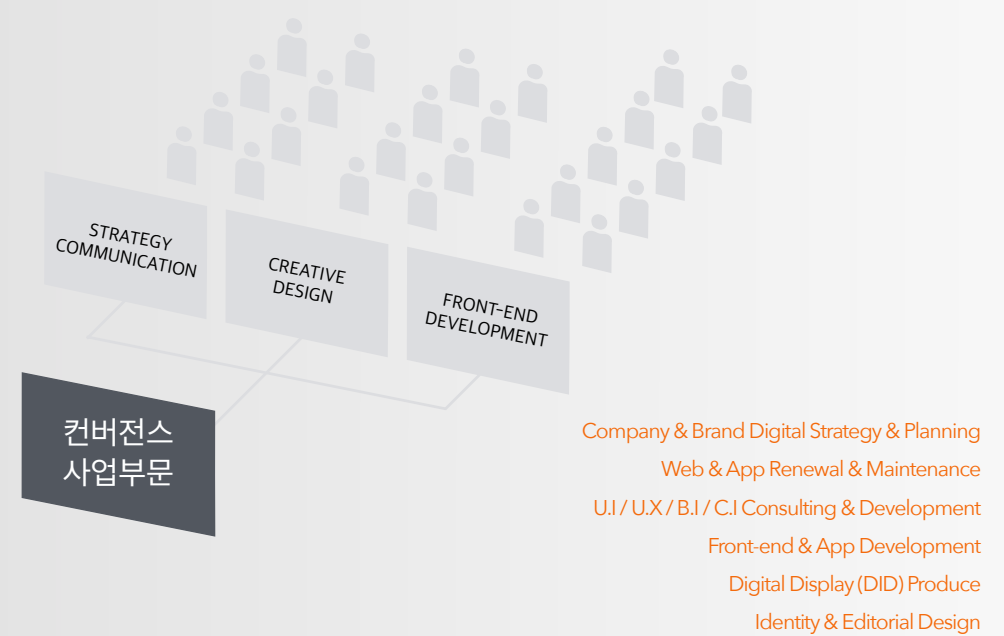 STRATEGY
COMMUNICATION
CREATIVE
DESIGN
FRONT-END
DEVELOPMENT
컨버전스
사업부문
Company & Brand Digital Strategy & Planning
Web & App Renewal & Maintenance
U.I / U.X / B.I / C.I Consulting & Development
Front-end & App Development
Digital Display (DID) Produce
Identity & Editorial Design